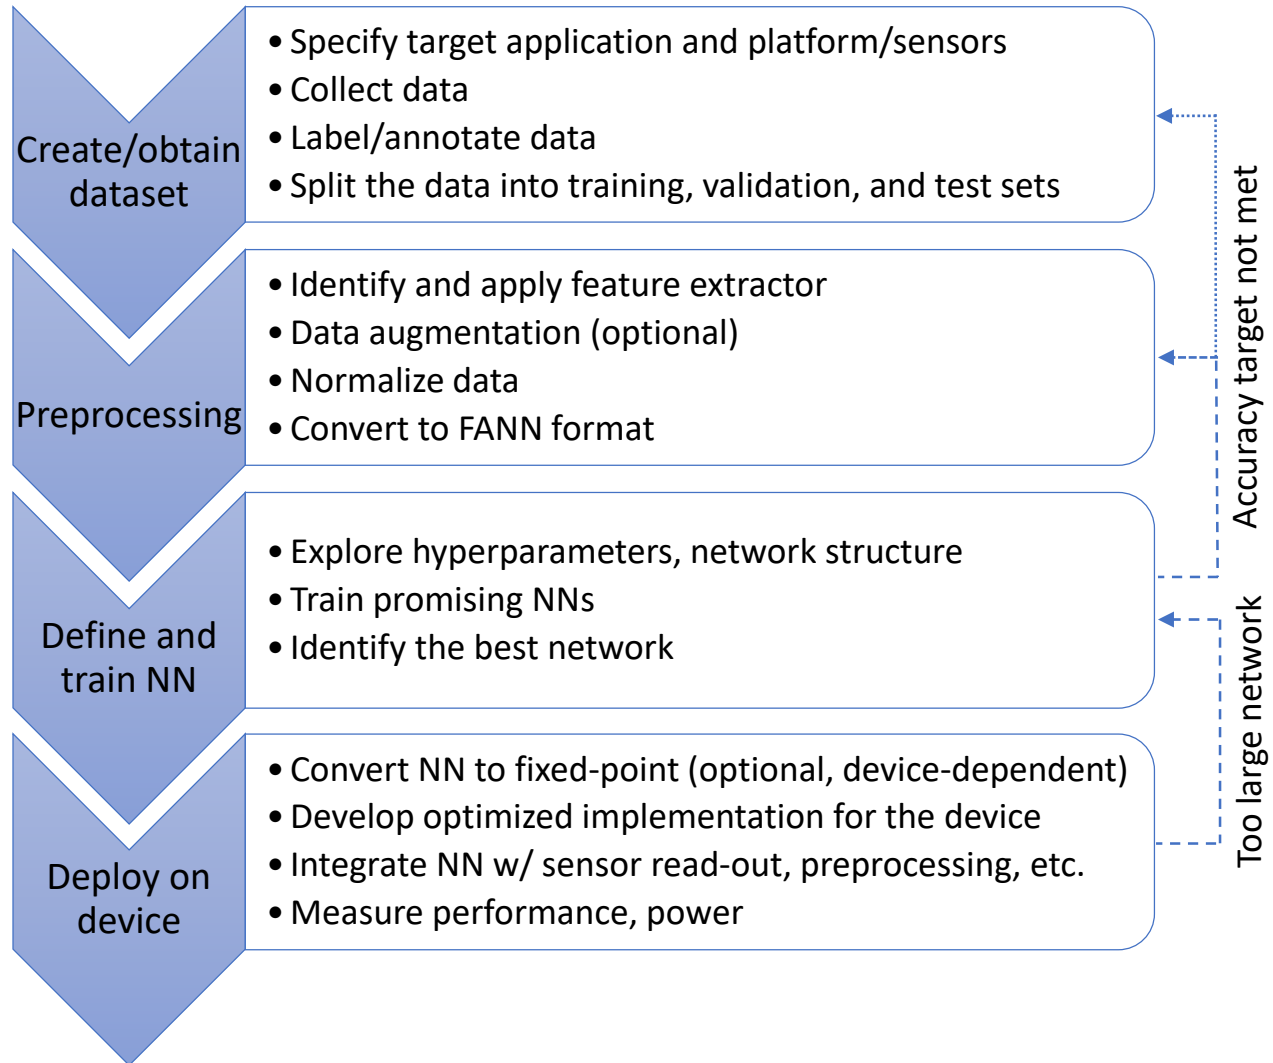 Create/obtain
dataset
• Specify target application and platform/sensors
• Collect data
• Label/annotate data
• Split the data into training, validation, and test sets
Preprocessing
• Identify and apply feature extractor
• Data augmentation (optional)
• Normalize data
• Convert to FANN format
Define and
train NN
• Explore hyperparameters, network structure
• Train promising NNs
• Identify the best network
Deploy on
device
• Convert NN to fixed-point (optional, device-dependent)
• Develop optimized implementation for the device
• Integrate NN w/ sensor read-out, preprocessing, etc.
• Measure performance, power
Accuracy target not met
Too large network